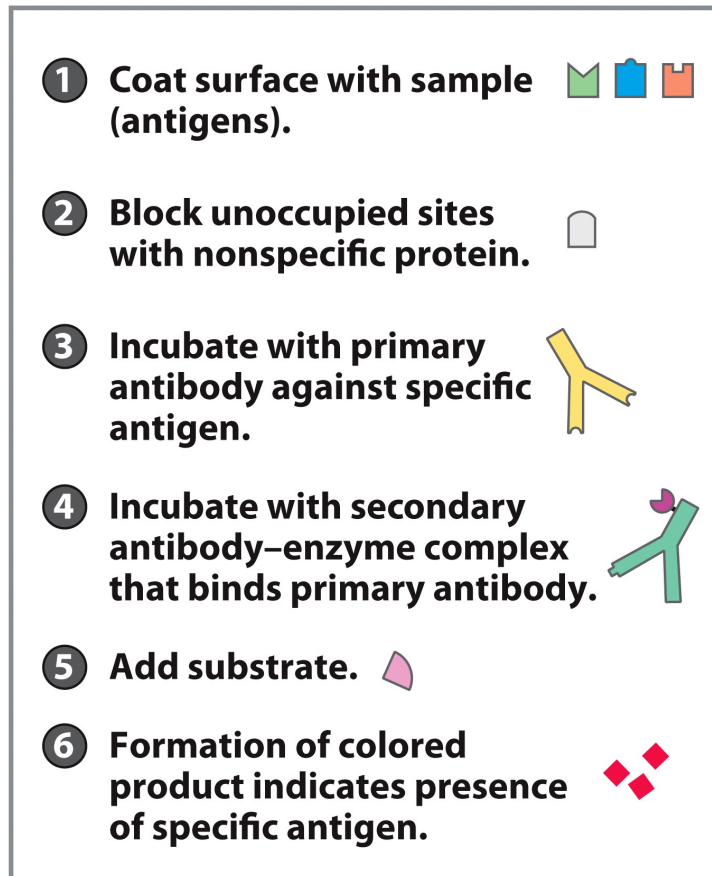 1 Coat surface with sample
(antigens).
2 Block unoccupied sites
with nonspecific protein.
3 Incubate with primary
antibody against specific
antigen.
4 Incubate with secondary
antibody–enzyme complex
that binds primary antibody.
5 Add substrate.
6 Formation of colored
product indicates presence
of specific antigen.